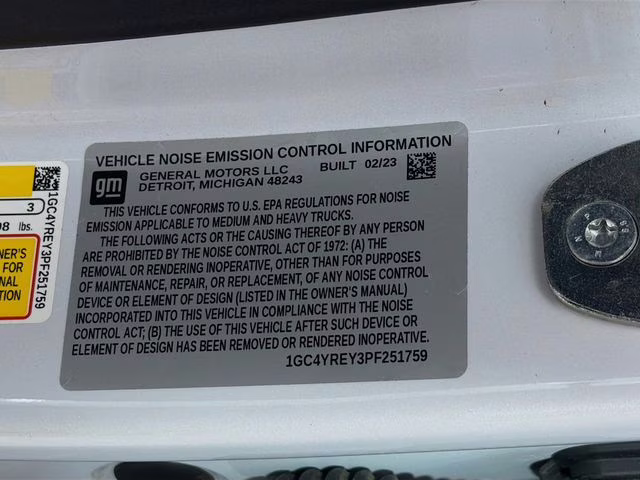 VEHICLE NOISE EMISSION CONTROL INFORMATION
gm
GENERAL MOTORS LLC BUILT 02/23
DETROIT, MICHIGAN 48243
THIS VEHICLE CONFORMS TO U.S. EPA REGULATIONS FOR NOISE
EMISSION APPLICABLE TO MEDIUM AND HEAVY TRUCKS.
THE FOLLOWING ACTS OR THE CAUSING THEREOF BY ANY PERSON
ARE PROHIBITED BY THE NOISE CONTROL ACT OF 1972: (A) THE
REMOVAL OR RENDERING INOPERATIVE, OTHER THAN FOR PURPOSES
OF MAINTENANCE, REPAIR, OR REPLACEMENT, OF ANY NOISE CONTROL
DEVICE OR ELEMENT OF DESIGN (LISTED IN THE OWNER'S MANUAL)
INCORPORATED INTO THIS VEHICLE IN COMPLIANCE WITH THE NOISE
CONTROL ACT; (B) THE USE OF THIS VEHICLE AFTER SUCH DEVICE OR
ELEMENT OF DESIGN HAS BEEN REMOVED OR RENDERED INOPERATIVE.
1GC4YREY3PF251759
3
lbs.
FOR
1GC4YREY3PF251759